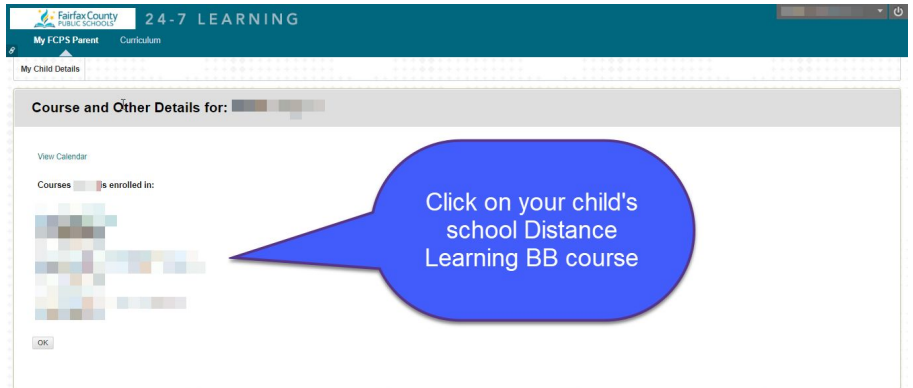 Fairfax County
PUBLIC SCHOOLS
24-7 LEARNING
My FCPS Parent Curriculum
My Child Details
Course and Other Details for:
View Calendar
Courses is enrolled in:
Click on your child's
school Distance
Learning BB course
OK